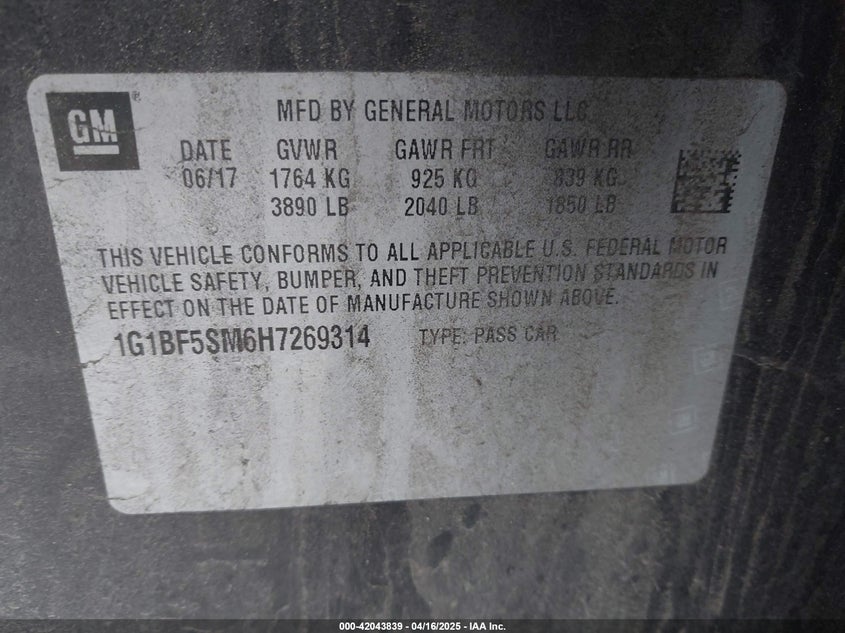 GM
MFD BY GENERAL MOTORS LLC
DATE GVWR GAWR FRT GAWR RR
06/17 1764 KG 925 KG 839 KG
3890 LB 2040 LB 1850 LB
THIS VEHICLE CONFORMS TO ALL APPLICABLE U.S. FEDERAL MOTOR
VEHICLE SAFETY, BUMPER, AND THEFT PREVENTION STANDARDS IN
EFFECT ON THE DATE OF MANUFACTURE SHOWN ABOVE.
1G1BF5SM6H7269314 TYPE: PASS CAR
000-42043839 - 04/16/2025 - IAA Inc.